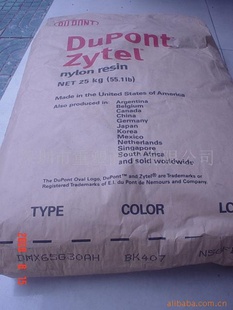 DUPONT
DuPont
Zytel®
nylon resin
NET 25 kg (55.1lb)
Made in the United States of America
Also produced in: Argentina
Belgium
Canada
China
Germany
Japan
Korea
Mexico
Netherlands
Singapore
South Africa
and sold worldwide
The DuPont Oval Logo, DuPont™ and Zytel® are Trademarks or
Registered Trademarks of E.I. du Pont de Nemours and Company.
TYPE COLOR LO
BK407
alibaba.com.cn